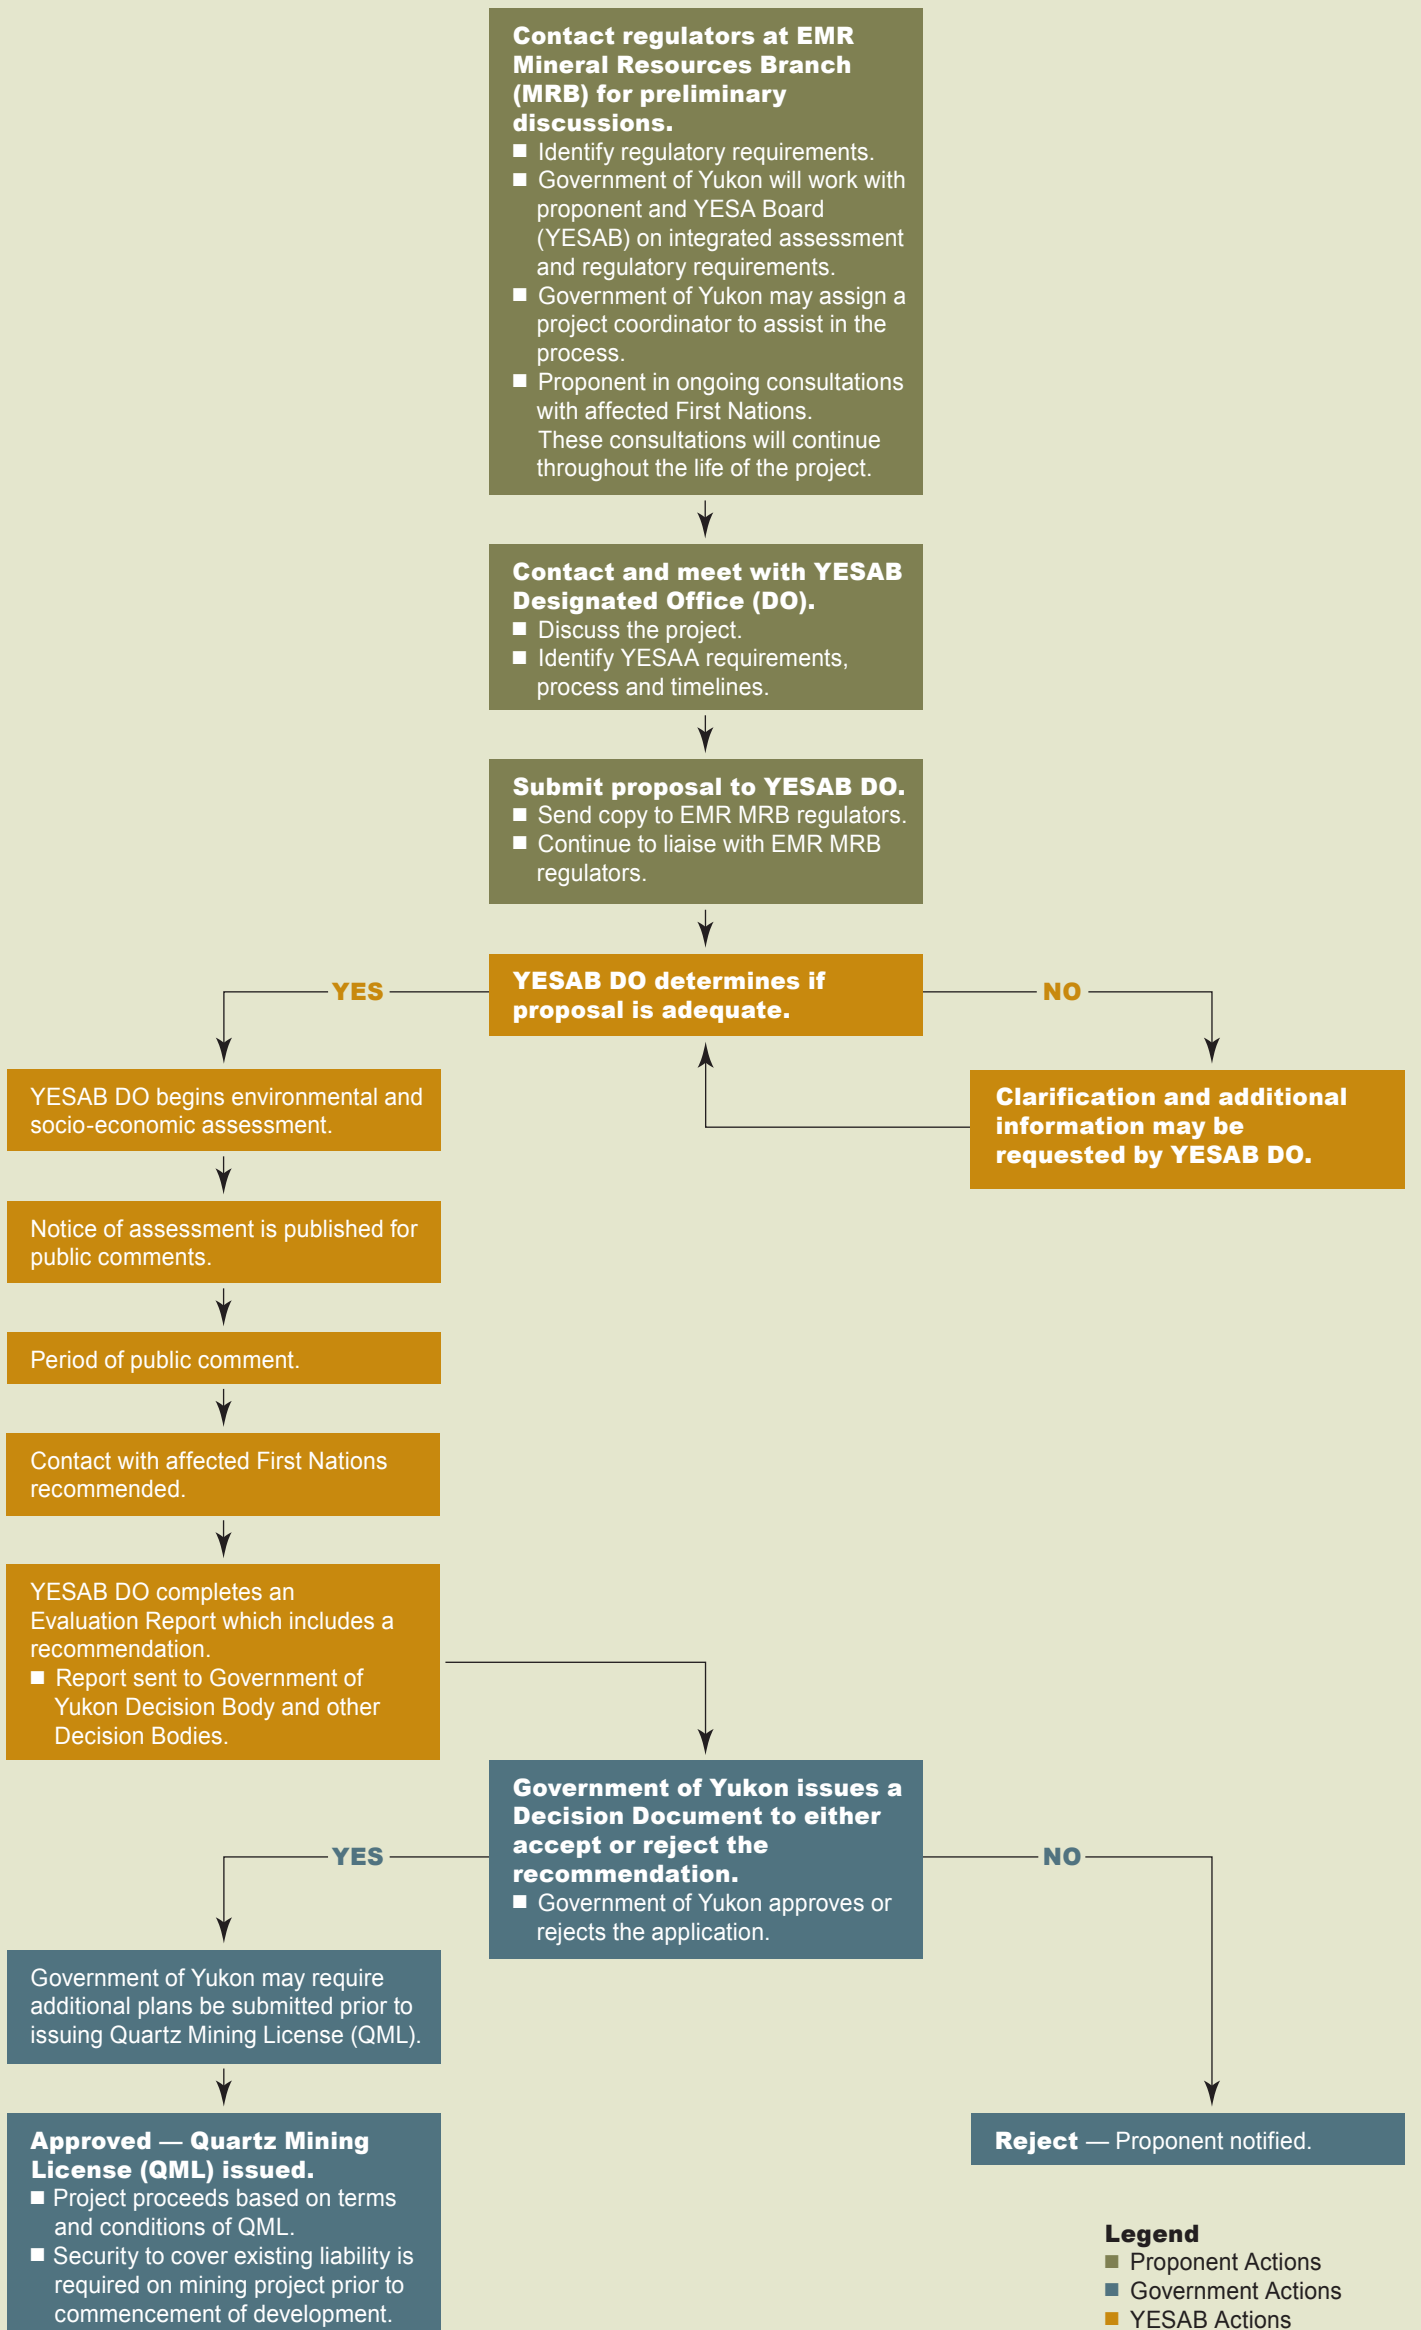 Contact regulators at EMR
Mineral Resources Branch
(MRB) for preliminary
discussions.
■ Identify regulatory requirements.
■ Government of Yukon will work with
proponent and YESA Board
(YESAB) on integrated assessment
and regulatory requirements.
■ Government of Yukon may assign a
project coordinator to assist in the
process.
■ Proponent in ongoing consultations
with affected First Nations.
These consultations will continue
throughout the life of the project.
Contact and meet with YESAB
Designated Office (DO).
■ Discuss the project.
■ Identify YESAA requirements,
process and timelines.
Submit proposal to YESAB DO.
■ Send copy to EMR MRB regulators.
■ Continue to liaise with EMR MRB
regulators.
YESAB DO determines if
proposal is adequate.
YES
NO
YESAB DO begins environmental and
socio-economic assessment.
Clarification and additional
information may be
requested by YESAB DO.
Notice of assessment is published for
public comments.
Period of public comment.
Contact with affected First Nations
recommended.
YESAB DO completes an
Evaluation Report which includes a
recommendation.
■ Report sent to Government of
Yukon Decision Body and other
Decision Bodies.
Government of Yukon issues a
Decision Document to either
accept or reject the
recommendation.
■ Government of Yukon approves or
rejects the application.
YES
NO
Government of Yukon may require
additional plans be submitted prior to
issuing Quartz Mining License (QML).
Approved — Quartz Mining
License (QML) issued.
■ Project proceeds based on terms
and conditions of QML.
■ Security to cover existing liability is
required on mining project prior to
commencement of development.
Reject — Proponent notified.
Legend
■ Proponent Actions
■ Government Actions
■ YESAB Actions